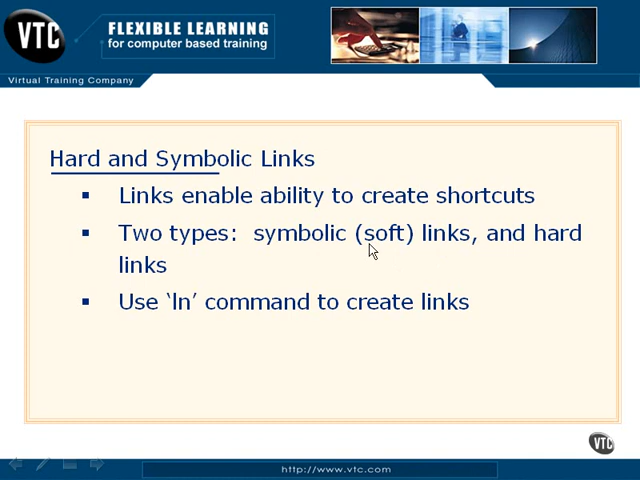 VTC
FLEXIBLE LEARNING
for computer based training
Virtual Training Company
Hard and Symbolic Links
▪ Links enable ability to create shortcuts
▪ Two types: symbolic (soft) links, and hard
links
▪ Use ‘ln’ command to create links
VTC
http://www.vtc.com